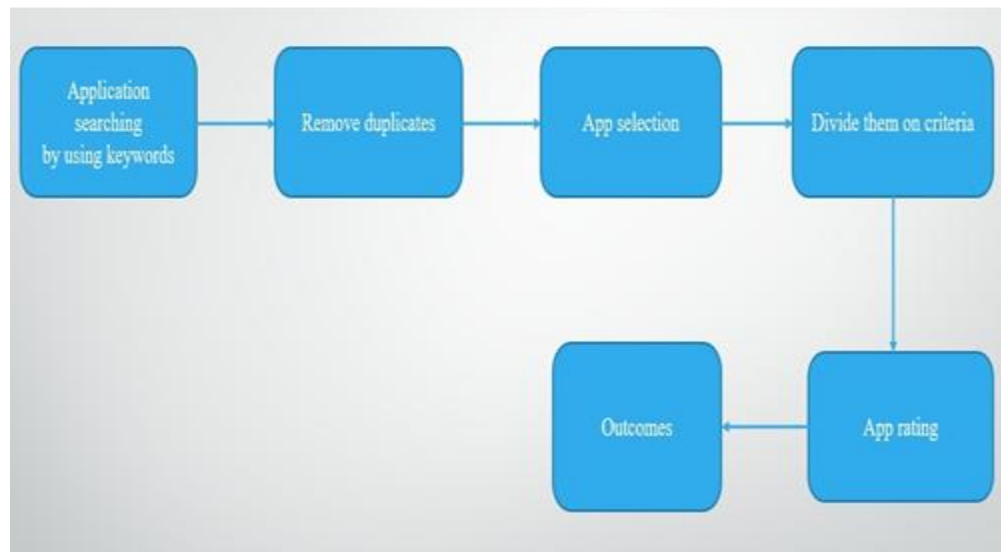 Application
searching
by using keywords
Remove duplicates
App selection
Divide them on criteria
App rating
Outcomes